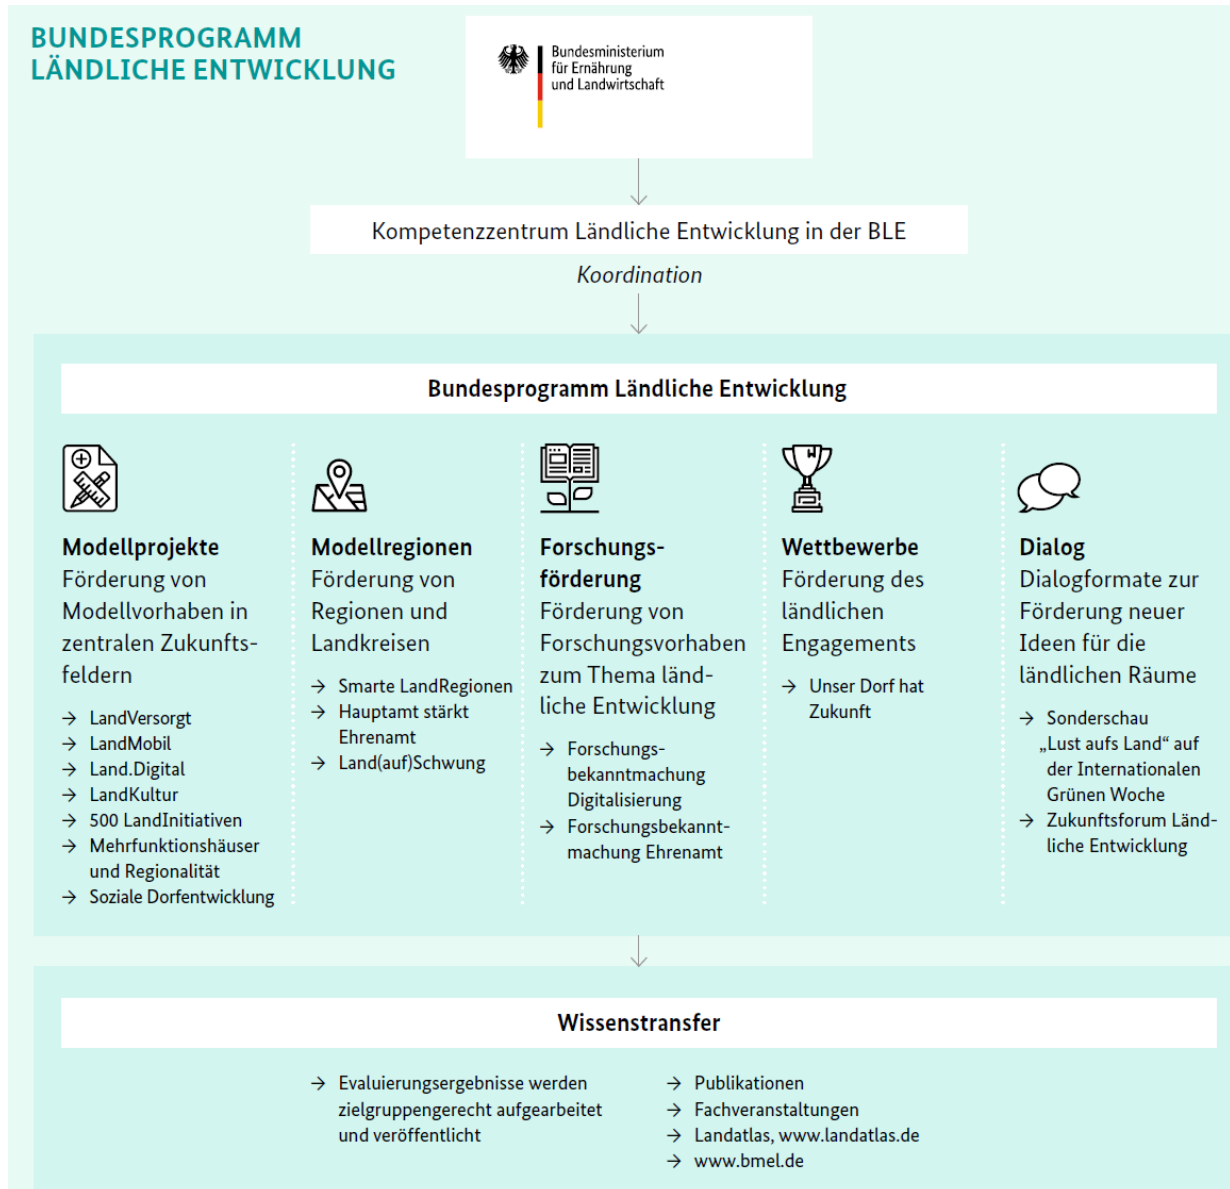 BUNDESPROGRAMM
LÄNDLICHE ENTWICKLUNG
Bundesministerium
für Ernährung
und Landwirtschaft
Kompetenzzentrum Ländliche Entwicklung in der BLE
Koordination
Bundesprogramm Ländliche Entwicklung
Modellprojekte
Förderung von
Modellvorhaben in
zentralen Zukunfts-
feldern
→ LandVersorgt
→ LandMobil
→ Land.Digital
→ LandKultur
→ 500 LandInitiativen
→ Mehrfunktionshäuser
und Regionalität
→ Soziale Dorfentwicklung
Modellregionen
Förderung von
Regionen und
Landkreisen
→ Smarte LandRegionen
→ Hauptamt stärkt
Ehrenamt
→ Land(auf)Schwung
Forschungs-
förderung
Förderung von
Forschungsvorhaben
zum Thema länd-
liche Entwicklung
→ Forschungs-
bekanntmachung
Digitalisierung
→ Forschungsbekannt-
machung Ehrenamt
Wettbewerbe
Förderung des
ländlichen
Engagements
→ Unser Dorf hat
Zukunft
Dialog
Dialogformate zur
Förderung neuer
Ideen für die
ländlichen Räume
→ Sonderschau
„Lust aufs Land“ auf
der Internationalen
Grünen Woche
→ Zukunftsforum Länd-
liche Entwicklung
Wissenstransfer
→ Evaluierungsergebnisse werden
zielgruppengerecht aufgearbeitet
und veröffentlicht
→ Publikationen
→ Fachveranstaltungen
→ Landatlas, www.landatlas.de
→ www.bmel.de